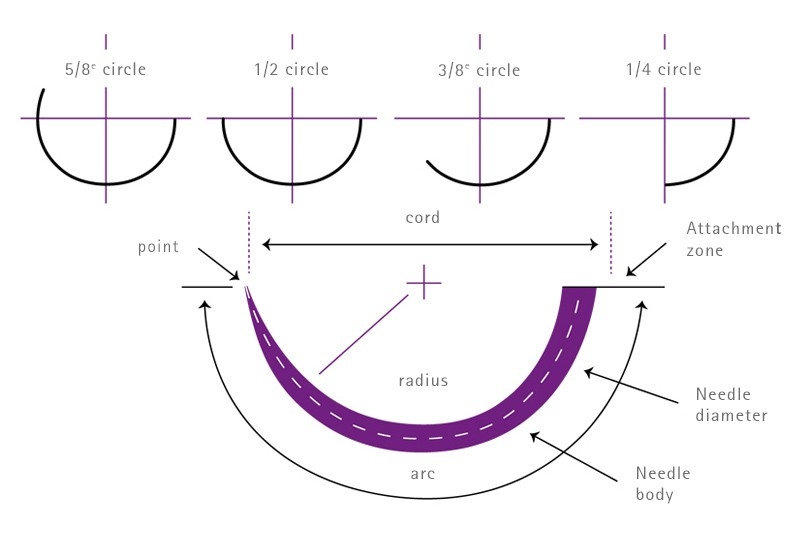 5/8ᵉ circle
1/2 circle
3/8ᵉ circle
1/4 circle
cord
Attachment
zone
point
radius
Needle
diameter
arc
Needle
body